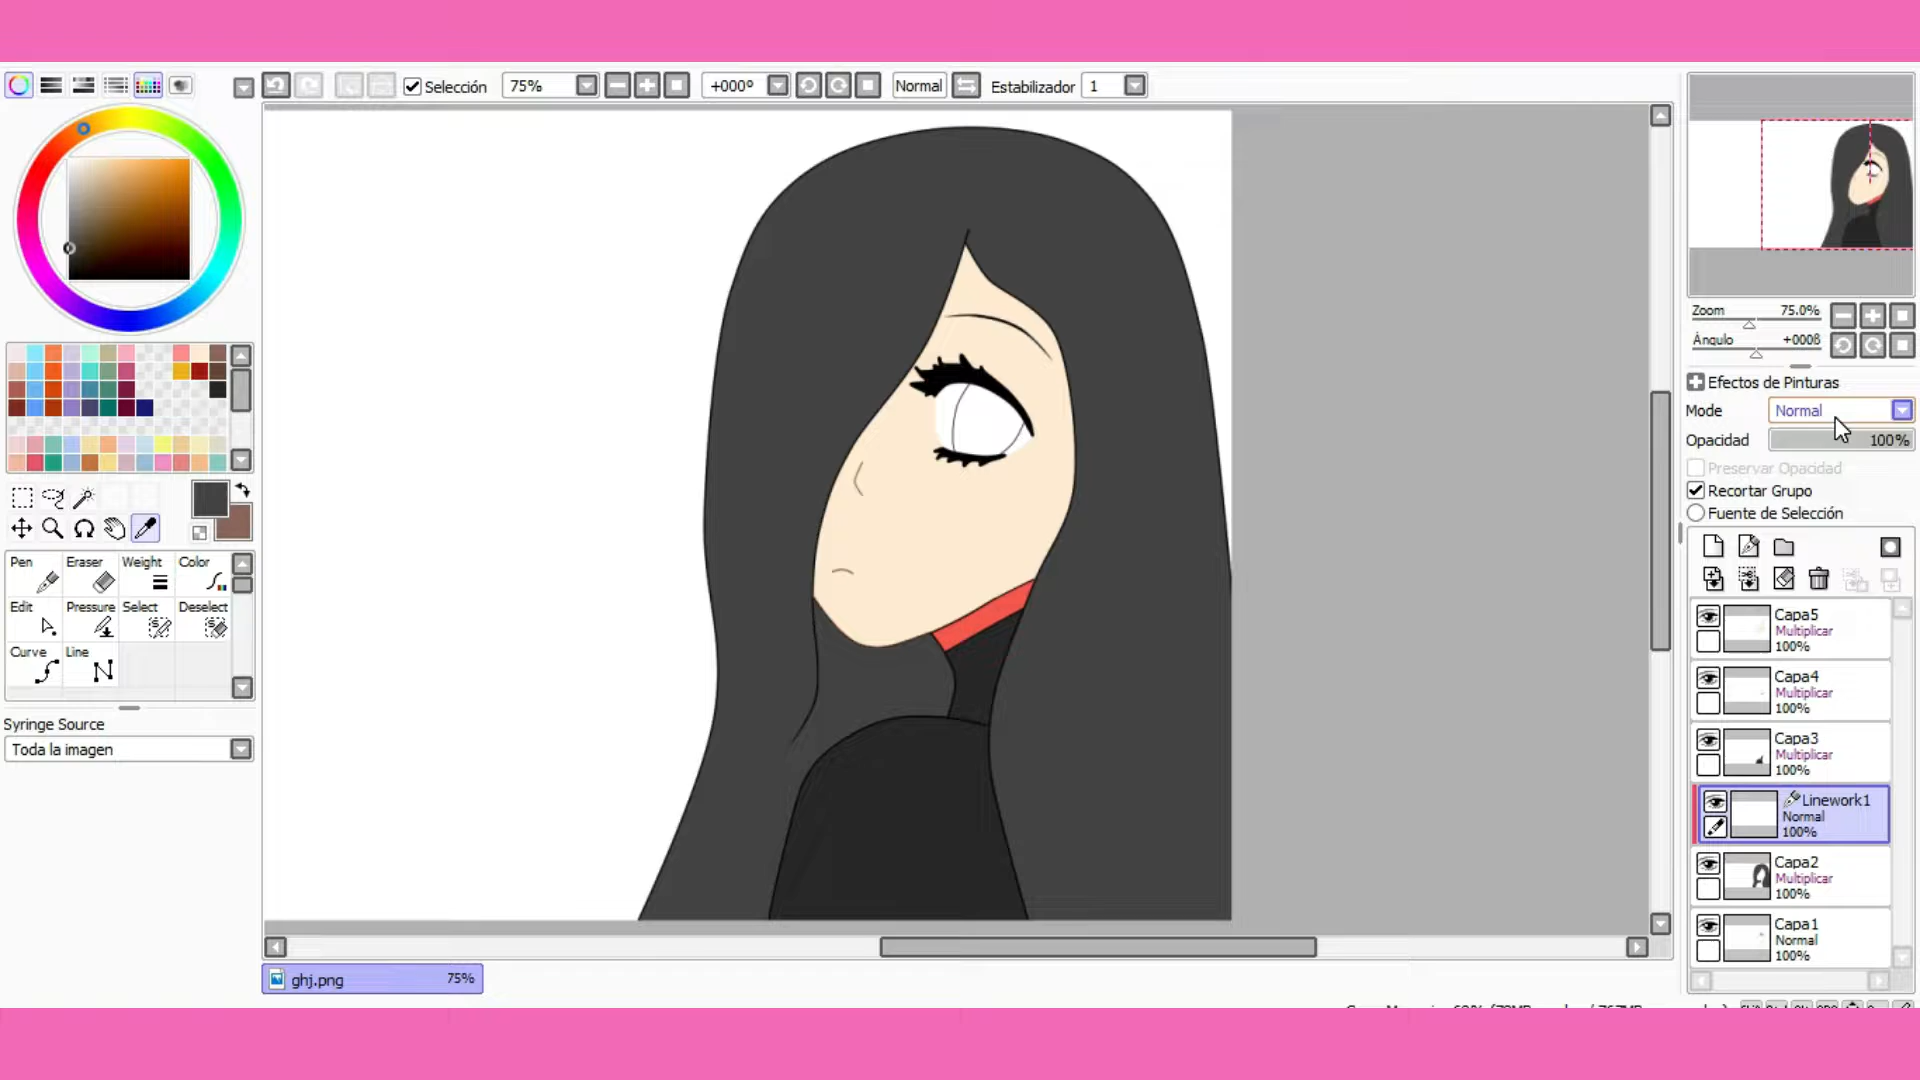 Selección 75% +000º Normal Estabilizador 1
Zoom 75.0%
Ángulo +0008
Efectos de Pinturas
Mode Normal
Opacidad 100%
Preservar Opacidad
Recortar Grupo
Fuente de Selección
Pen Eraser Weight Color
Edit Pressure Select Deselect
Curve Line
Syringe Source
Toda la imagen
Capa5
Multiplicar
100%
Capa4
Multiplicar
100%
Capa3
Multiplicar
100%
Linework1
Normal
100%
Capa2
Multiplicar
100%
Capa1
Normal
100%
ghj.png 75%